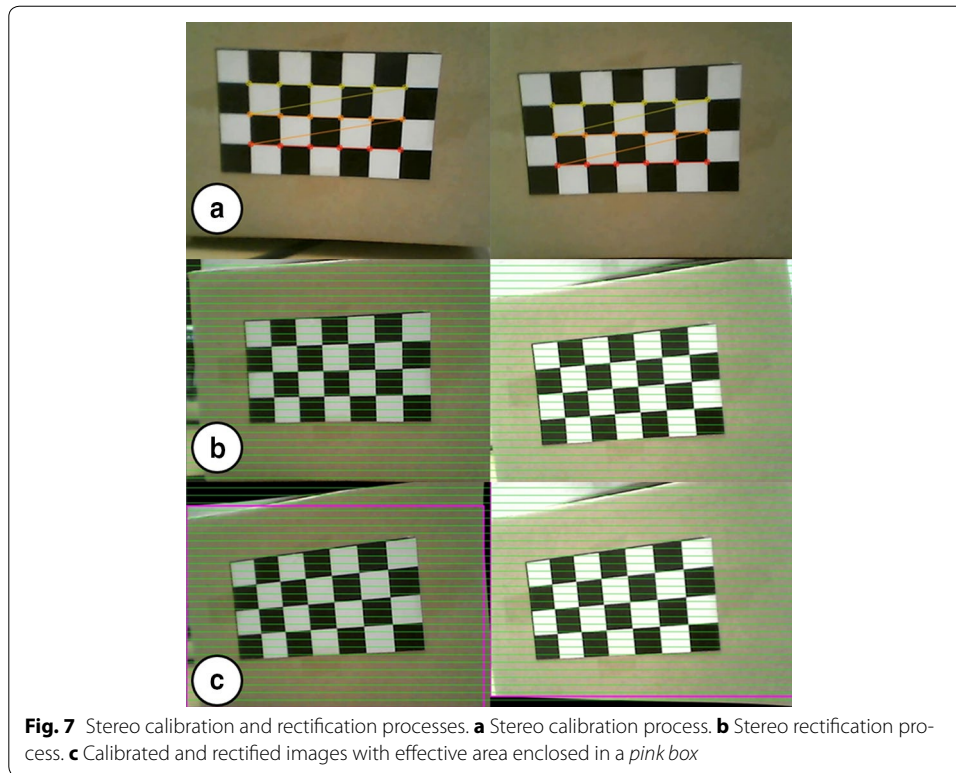 a
b
c
Fig. 7 Stereo calibration and rectification processes. a Stereo calibration process. b Stereo rectification pro-
cess. c Calibrated and rectified images with effective area enclosed in a pink box